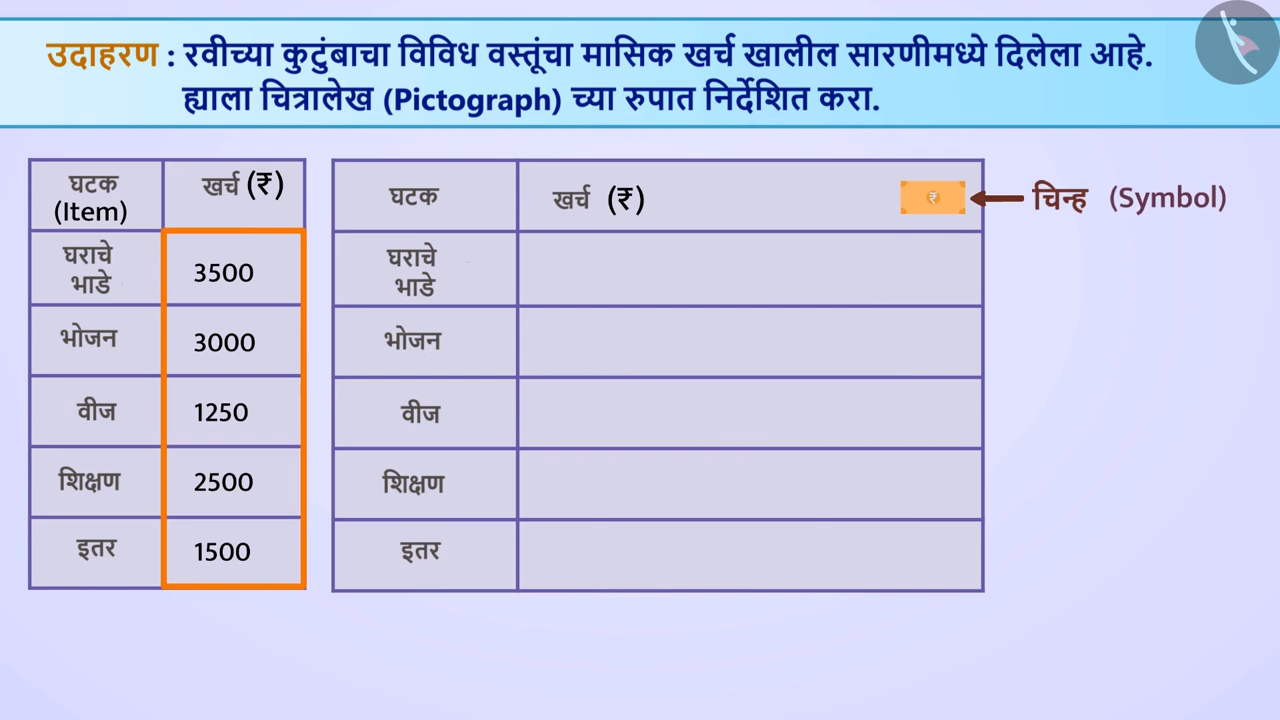 उदाहरण : रवीच्या कुटुंबाचा विविध वस्तूंचा मासिक खर्च खालील सारणीमध्ये दिलेला आहे.
ह्याला चित्रालेख (Pictograph) च्या रुपात निर्देशित करा.
घटक (Item) खर्च (₹)
घराचे भाडे 3500
भोजन 3000
वीज 1250
शिक्षण 2500
इतर 1500
घटक खर्च (₹) ₹ चिन्ह (Symbol)
घराचे
भाडे
भोजन
वीज
शिक्षण
इतर